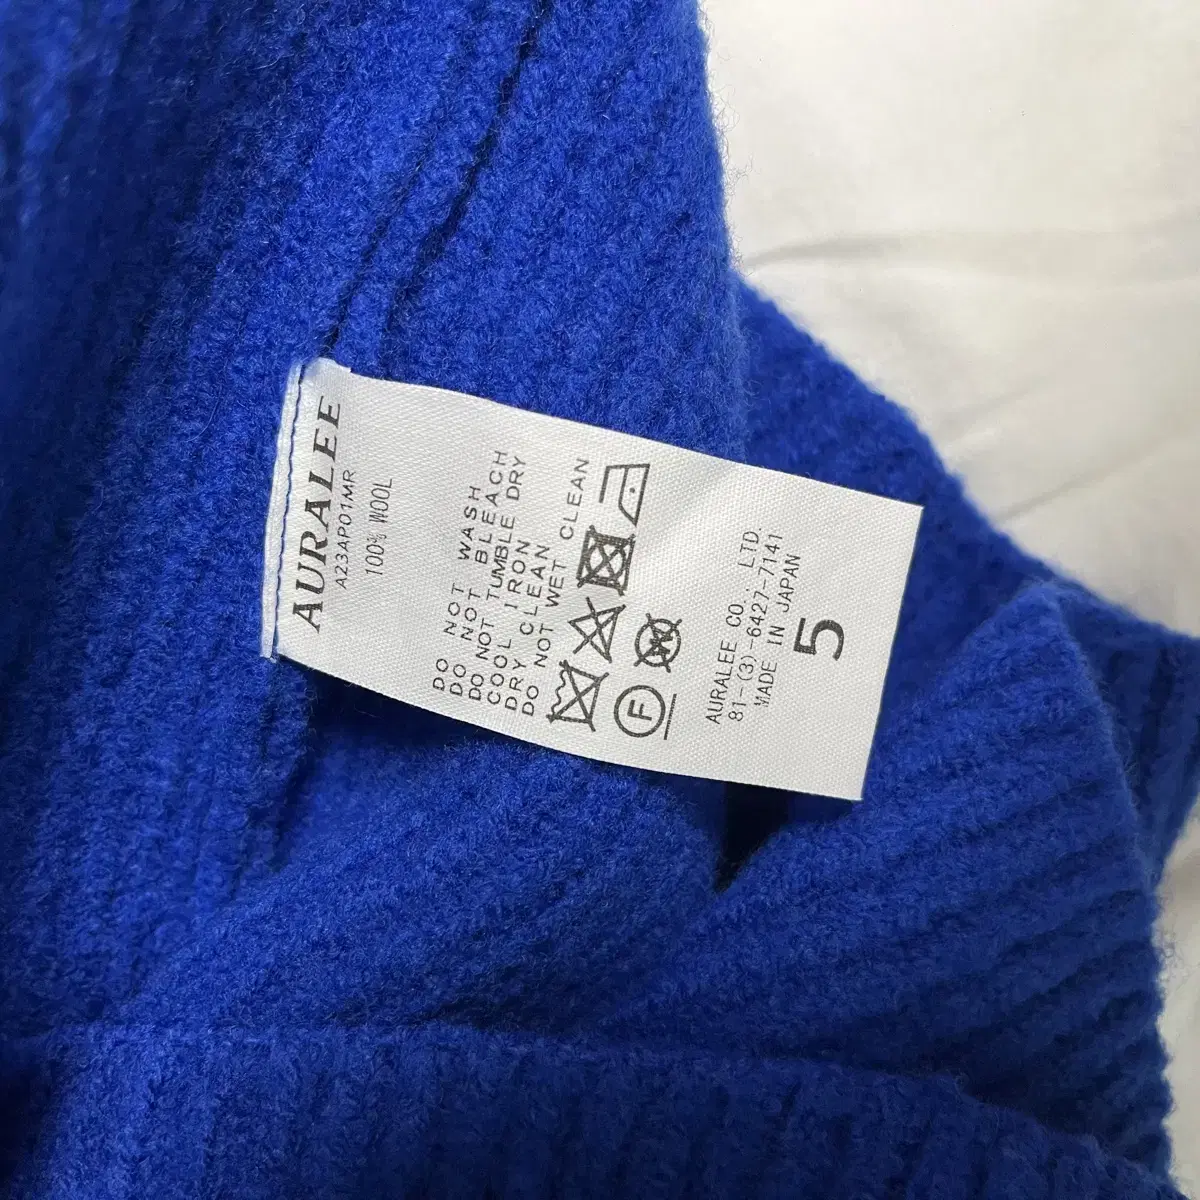 AURALEE
A23AP01MR
100% WOOL
DO NOT WASH
DO NOT BLEACH
DO NOT TUMBLE DRY
COOL IRON
DRY CLEAN
DO NOT WET CLEAN
F
W
AURALEE CO., LTD.
81-(3)-6427-7141
MADE IN JAPAN
5